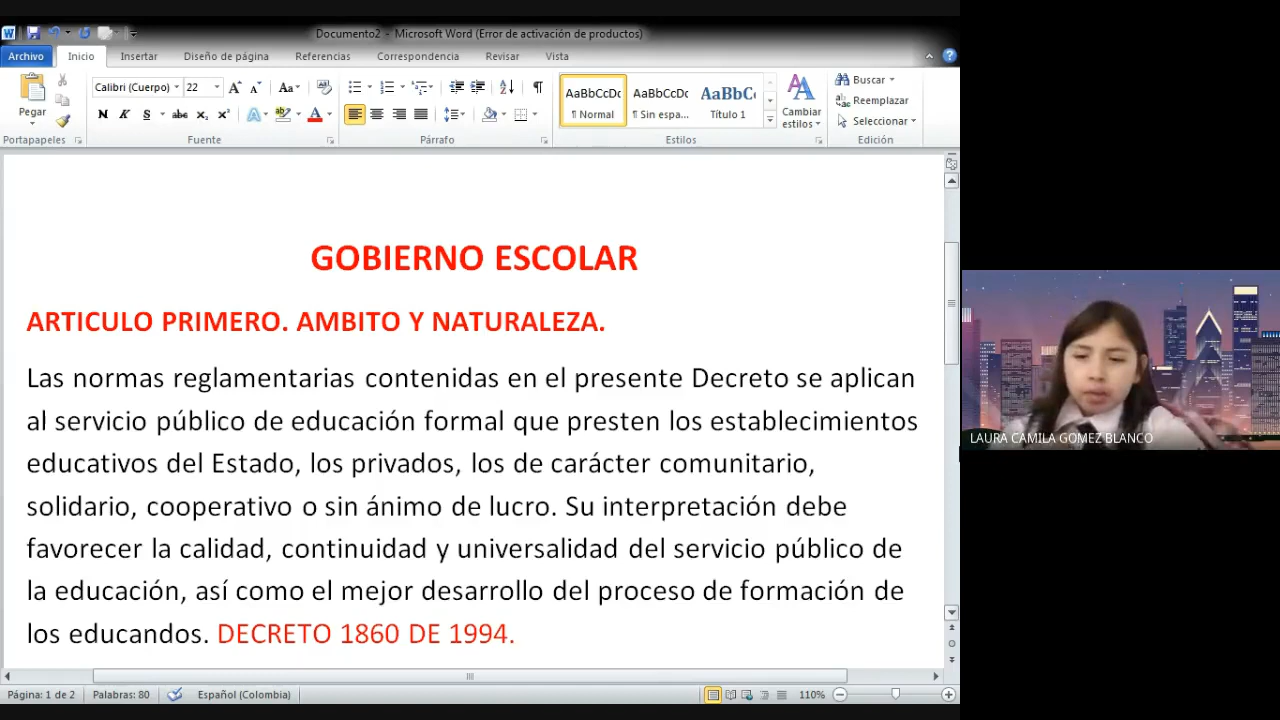 Documento2 - Microsoft Word (Error de activación de productos)
Archivo Inicio Insertar Diseño de página Referencias Correspondencia Revisar Vista
Pegar
Calibri (Cuerpo) 22
AaBbCcDc AaBbCcDc AaBbC
¶ Normal ¶ Sin espa... Título 1
Cambiar estilos
Buscar
Reemplazar
Seleccionar
Portapapeles Fuente Párrafo Estilos Edición
GOBIERNO ESCOLAR
ARTICULO PRIMERO. AMBITO Y NATURALEZA.
Las normas reglamentarias contenidas en el presente Decreto se aplican
al servicio público de educación formal que presten los establecimientos
educativos del Estado, los privados, los de carácter comunitario,
solidario, cooperativo o sin ánimo de lucro. Su interpretación debe
favorecer la calidad, continuidad y universalidad del servicio público de
la educación, así como el mejor desarrollo del proceso de formación de
los educandos. DECRETO 1860 DE 1994.
LAURA CAMILA GOMEZ BLANCO
Página: 1 de 2 Palabras: 80 Español (Colombia) 110%